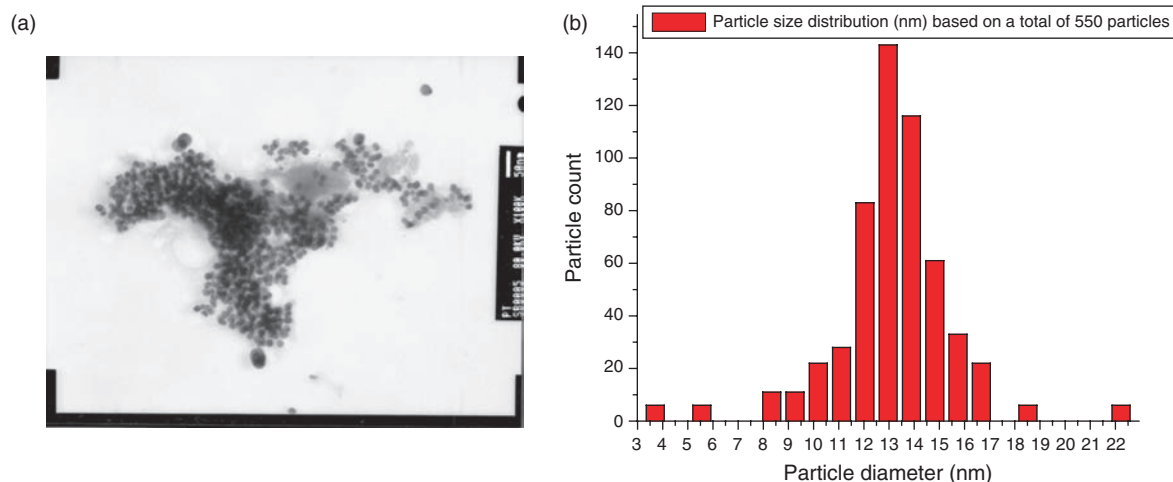 (a)
(b)
Particle size distribution (nm) based on a total of 550 particles
140
120
100
80
60
40
20
0
Particle count
3 4 5 6 7 8 9 10 11 12 13 14 15 16 17 18 19 20 21 22
Particle diameter (nm)
50nm
PT